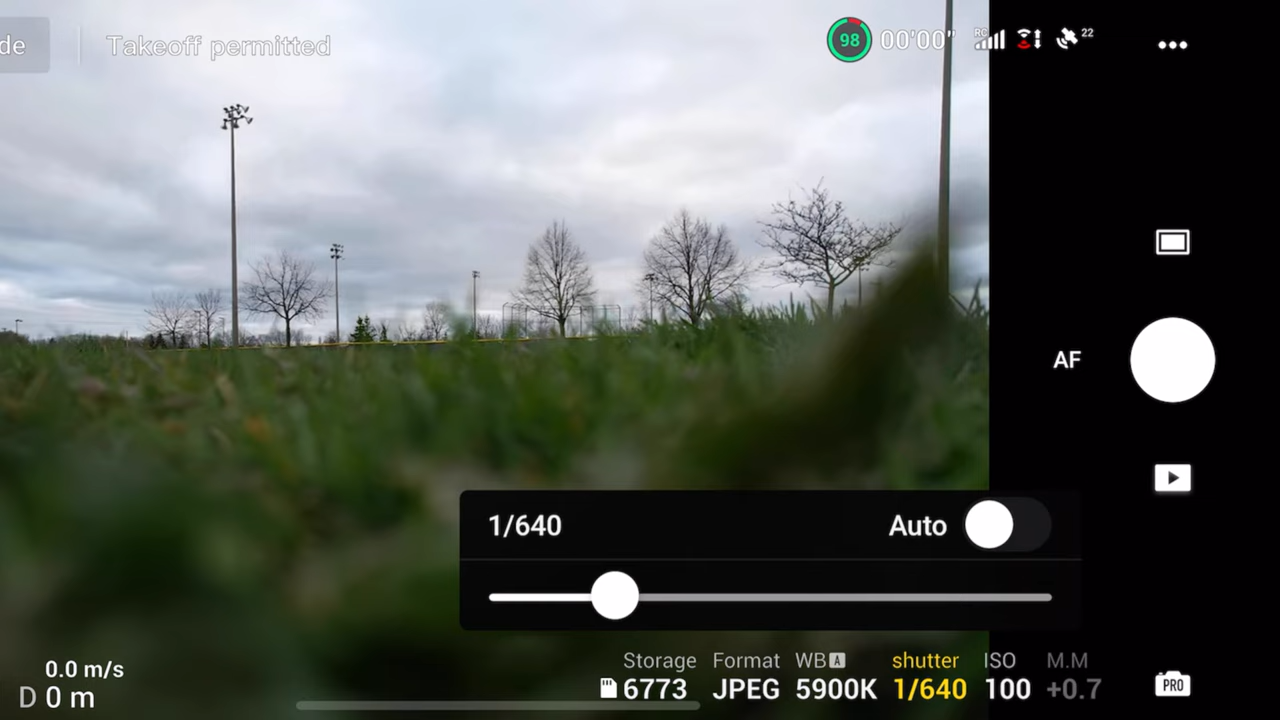 de Takeoff permitted 98 00'00" RC 22
AF
1/640 Auto
Storage Format WB A shutter ISO M.M
6773 JPEG 5900K 1/640 100 +0.7
0.0 m/s
D 0 m
PRO